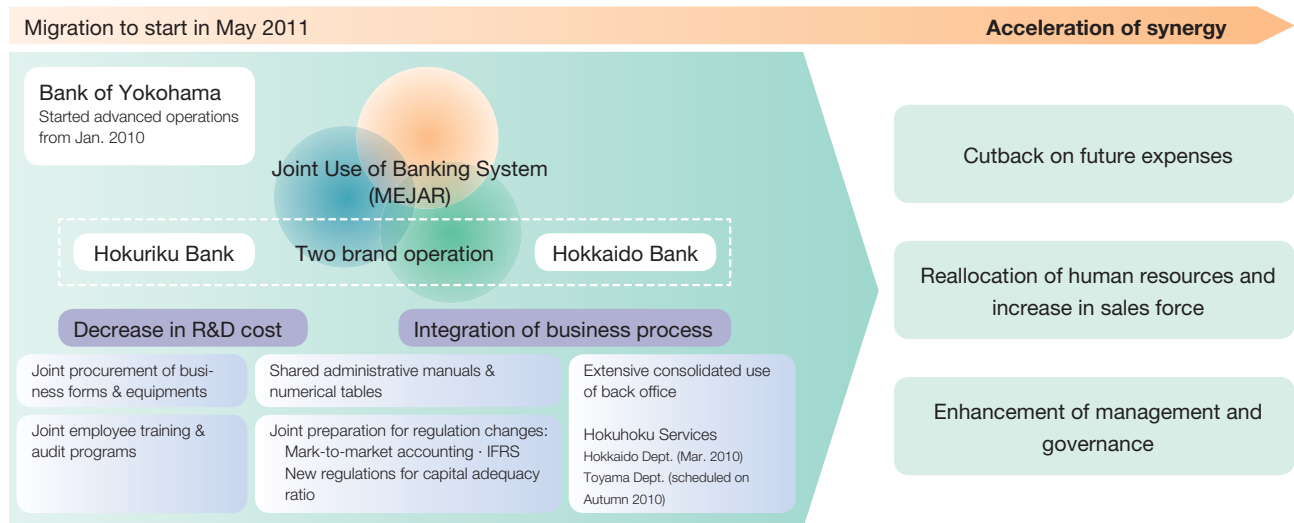 Migration to start in May 2011
Acceleration of synergy
Bank of Yokohama
Started advanced operations
from Jan. 2010
Joint Use of Banking System
(MEJAR)
Hokuriku Bank
Two brand operation
Hokkaido Bank
Decrease in R&D cost
Integration of business process
Joint procurement of busi-
ness forms & equipments
Joint employee training &
audit programs
Shared administrative manuals &
numerical tables
Joint preparation for regulation changes:
Mark-to-market accounting · IFRS
New regulations for capital adequacy
ratio
Extensive consolidated use
of back office
Hokuhoku Services
Hokkaido Dept. (Mar. 2010)
Toyama Dept. (scheduled on
Autumn 2010)
Cutback on future expenses
Reallocation of human resources and
increase in sales force
Enhancement of management and
governance